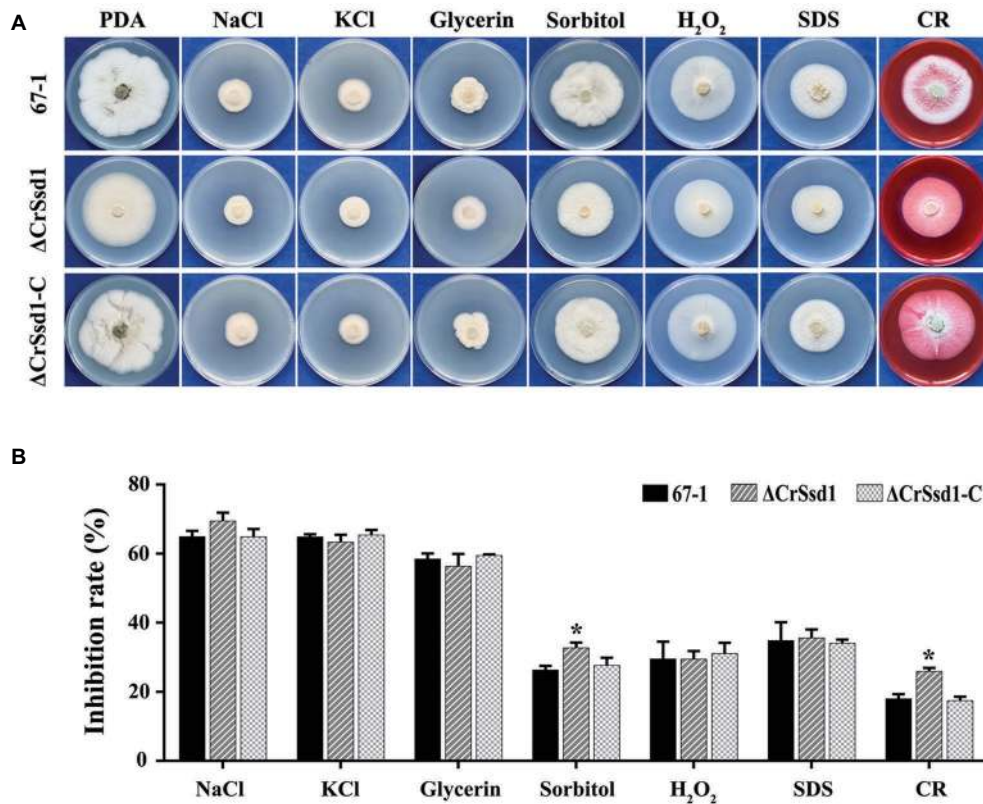 A
PDA NaCl KCl Glycerin Sorbitol H₂O₂ SDS CR
67-1
ΔCrSsd1
ΔCrSsd1-C
B
67-1 ΔCrSsd1 ΔCrSsd1-C
Inhibition rate (%)
80
60
40
20
0
* *
NaCl KCl Glycerin Sorbitol H₂O₂ SDS CR